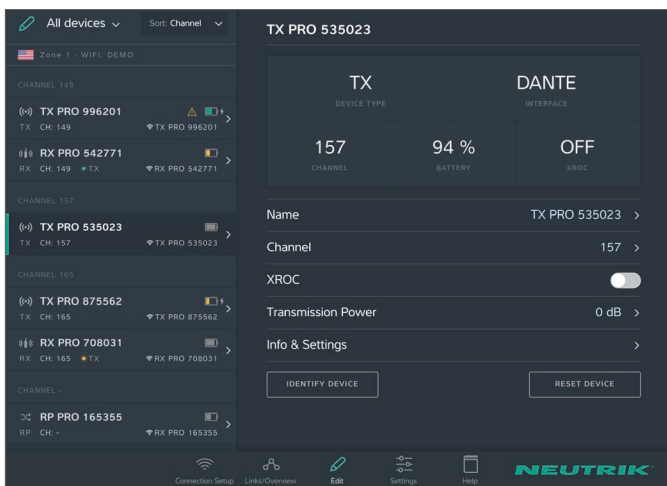 All devices
Sort: Channel
Zone 1 - WIFI: DEMO
CHANNEL 149
TX PRO 996201
TX CH: 149 TX PRO 996201
RX PRO 542771
RX CH: 149 TX RX PRO 542771
CHANNEL 157
TX PRO 535023
TX CH: 157 TX PRO 535023
CHANNEL 165
TX PRO 875562
TX CH: 165 TX PRO 875562
RX PRO 708031
RX CH: 165 TX RX PRO 708031
CHANNEL -
RP PRO 165355
RP CH: - RX PRO 165355
TX PRO 535023
TX DANTE
DEVICE TYPE INTERFACE
157 94 % OFF
CHANNEL BATTERY XROC
Name TX PRO 535023
Channel 157
XROC
Transmission Power 0 dB
Info & Settings
IDENTIFY DEVICE RESET DEVICE
Connection Setup Links/Overview Edit Settings Help
NEUTRIK